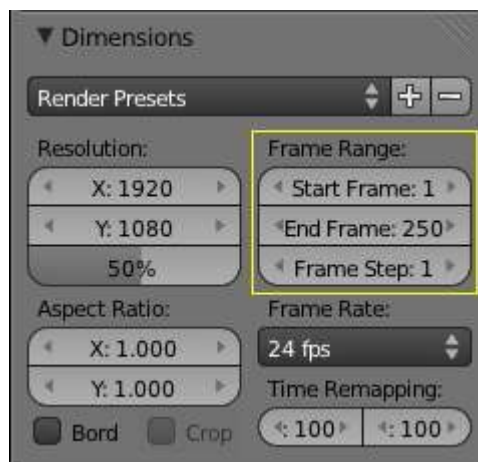 Dimensions
Render Presets
Resolution:
X: 1920
Y: 1080
50%
Frame Range:
Start Frame: 1
End Frame: 250
Frame Step: 1
Aspect Ratio:
X: 1.000
Y: 1.000
Bord
Crop
Frame Rate:
24 fps
Time Remapping:
: 100
: 100